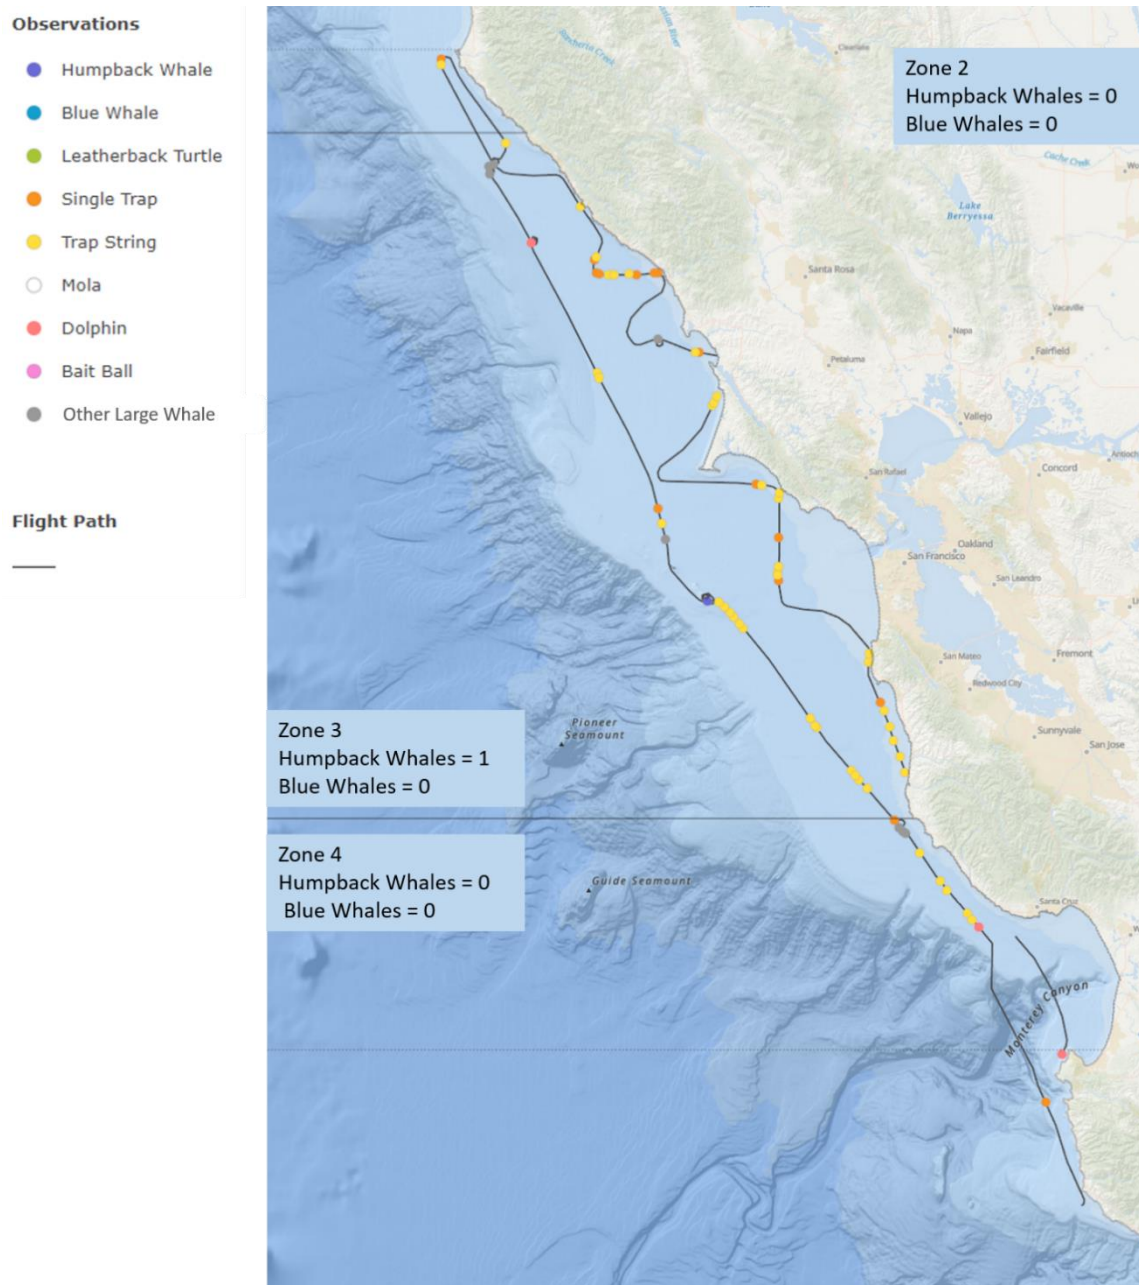 Observations
Humpback Whale
Blue Whale
Leatherback Turtle
Single Trap
Trap String
Mola
Dolphin
Bait Ball
Other Large Whale
Flight Path
Clearlake
Zone 2
Humpback Whales = 0
Blue Whales = 0
Cache Creek
Lake
Berryessa
Santa Rosa
Vacaville
Napa
Fairfield
Petaluma
Vallejo
Antioch
San Rafael
Concord
Oakland
San Francisco
San Leandro
San Mateo
Fremont
Redwood City
Sunnyvale
San Jose
Zone 3
Humpback Whales = 1
Blue Whales = 0
Pioneer
Seamount
Zone 4
Humpback Whales = 0
Blue Whales = 0
Guide Seamount
Santa Cruz
Monterey Canyon